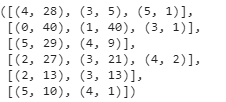 ([[(4, 28), (3, 5), (5, 1)],
[(0, 40), (1, 40), (3, 1)],
[(5, 29), (4, 9)],
[(2, 27), (3, 21), (4, 2)],
[(2, 13), (3, 13)],
[(5, 10), (4, 1)])